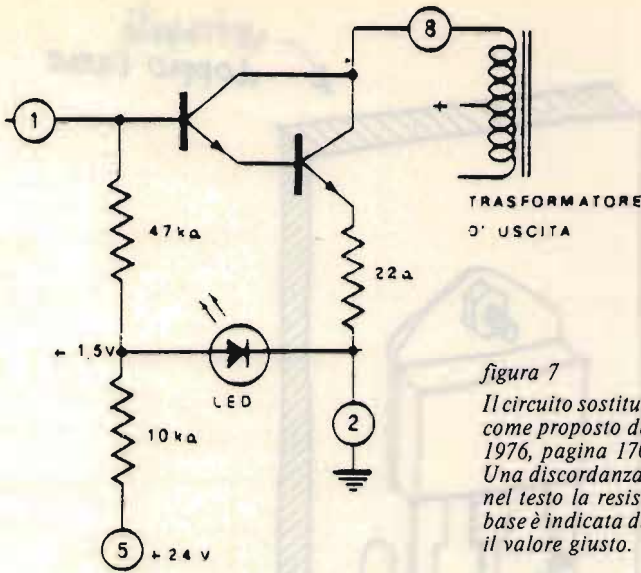 8
1
+
TRASFORMATORE
D' USCITA
47kΩ
22Ω
+ 1,5V
LED
10kΩ
2
5 + 24 V
figura 7
Il circuito sostitu
come proposto d
1976, pagina 170
Una discordanza
nel testo la resis
base è indicata d
il valore giusto.